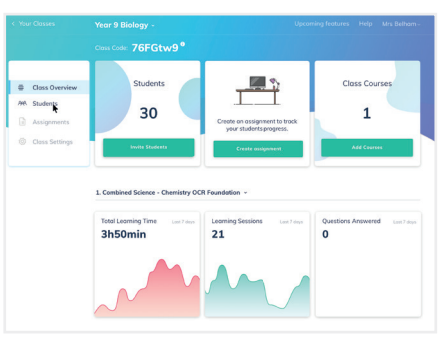 < Your Classes
Year 9 Biology
Upcoming features
Help
Mrs Belham
Class Code: 76FGtw9
Class Overview
Students
Assignments
Class Settings
Students
30
Invite Students
Create an assignment to track
your students progress.
Create assignment
Class Courses
1
Add Courses
1. Combined Science - Chemistry OCR Foundation
Total Learning Time
Last 7 days
3h50min
Learning Sessions
Last 7 days
21
Questions Answered
Last 7 days
0